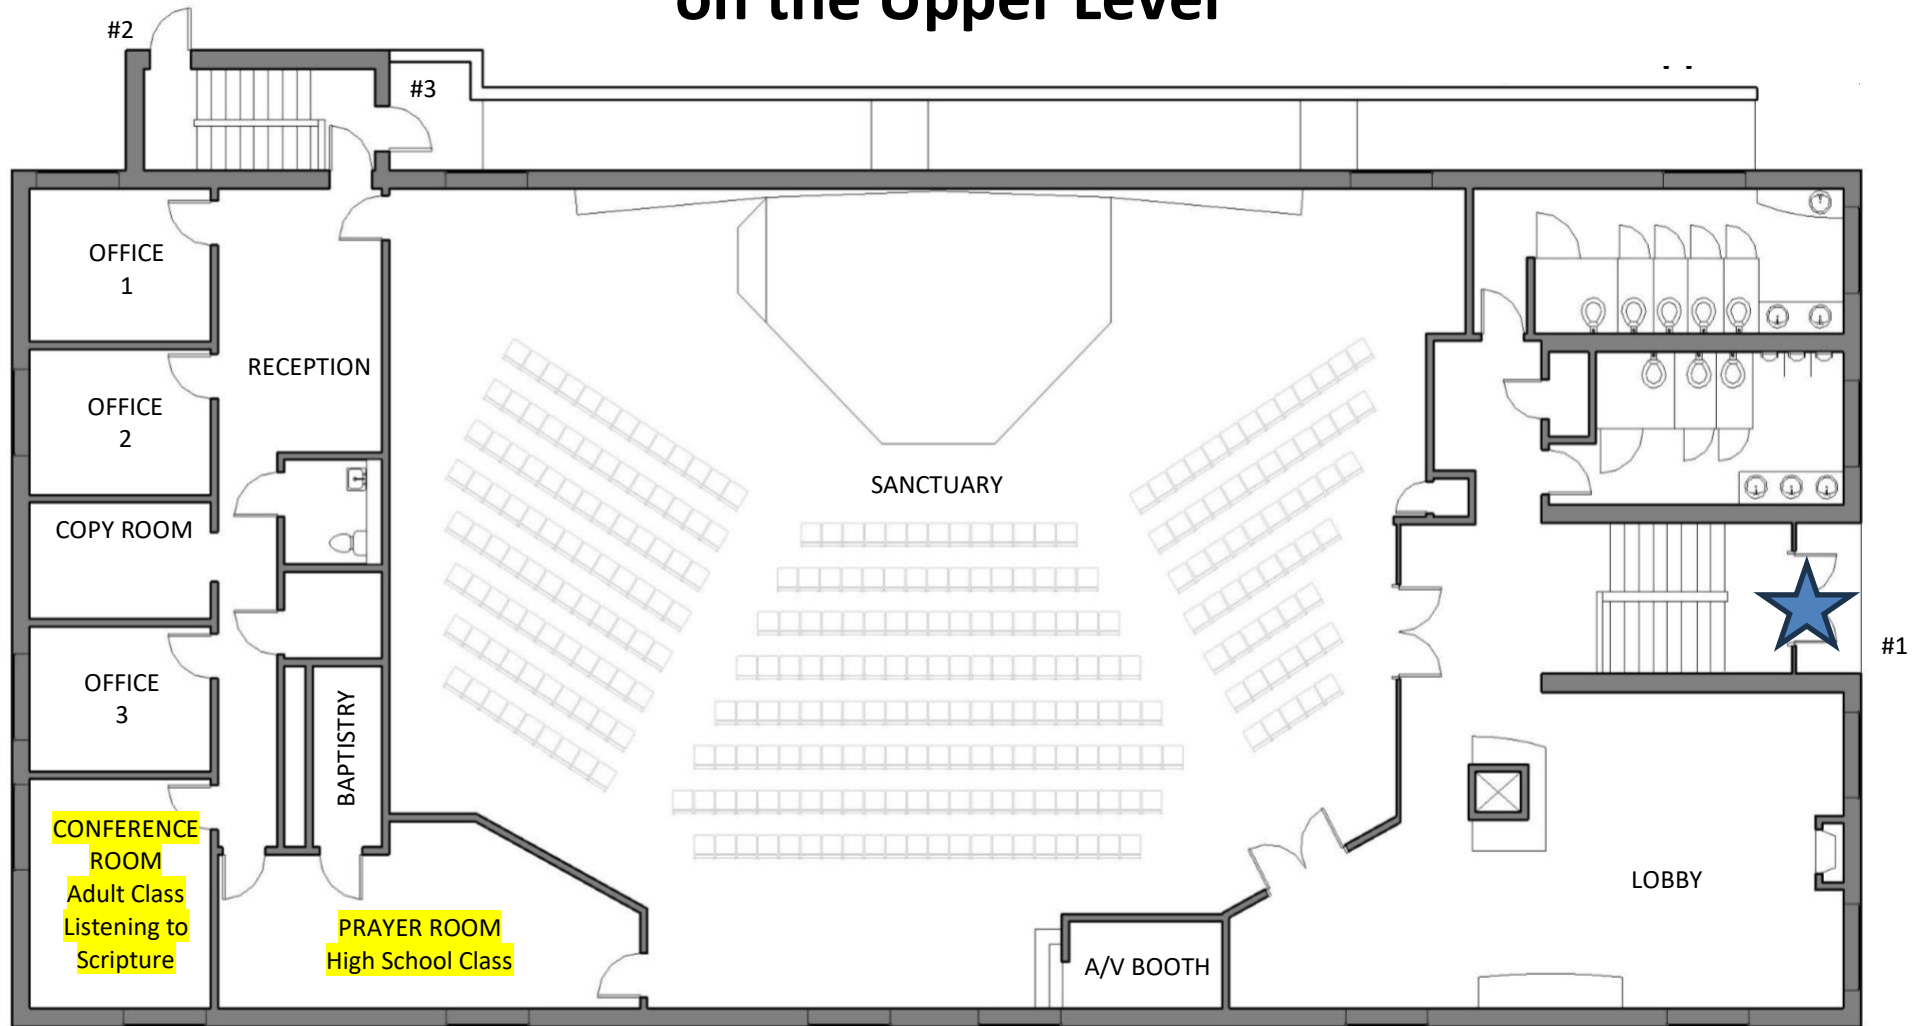 on the Upper Level
#2
#3
OFFICE
1
RECEPTION
OFFICE
2
SANCTUARY
COPY ROOM
#1
OFFICE
3
BAPTISTRY
CONFERENCE
ROOM
Adult Class
Listening to
Scripture
LOBBY
PRAYER ROOM
High School Class
A/V BOOTH